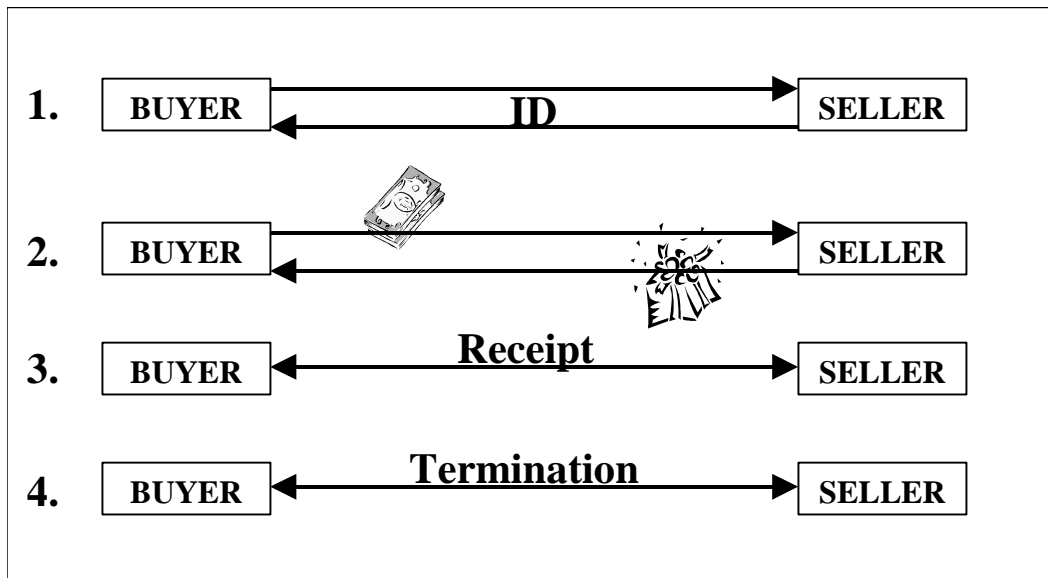 1. BUYER ID SELLER
2. BUYER SELLER
3. BUYER Receipt SELLER
4. BUYER Termination SELLER